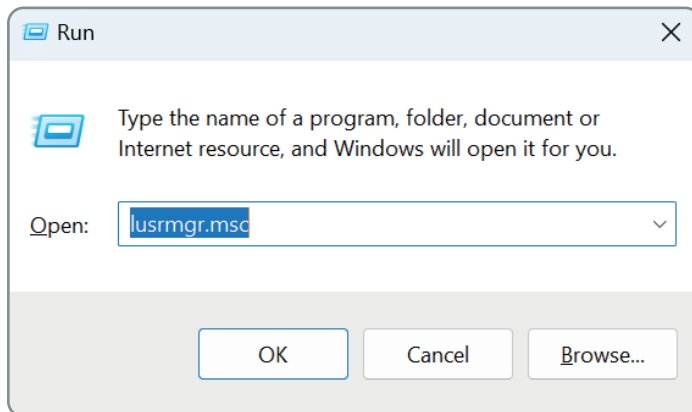 Run
Type the name of a program, folder, document or
Internet resource, and Windows will open it for you.
Open:
lusrmgr.msc
OK
Cancel
Browse...